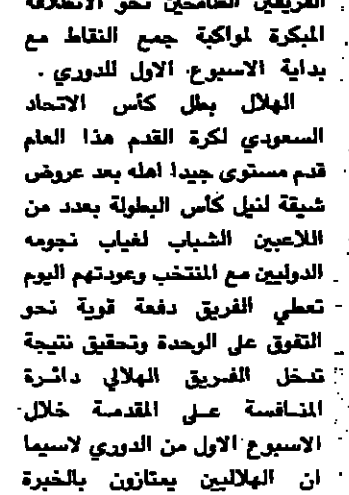 الفريقين الطامحين نحو الانطلاقة
المبكرة لمواكبة جمع النقاط مع
بداية الاسبوع الاول للدوري .
الهلال بطل كأس الاتحاد
السعودي لكرة القدم هذا العام
قدم مستوى جيدا اهله بعد عروض
شيقة لنيل كأس البطولة بعدد من
اللاعبين الشباب لغياب نجومه
الدوليين مع المنتخب وعودتهم اليوم
تعطي الفريق دفعة قوية نحو
التفوق على الوحدة وتحقيق نتيجة
تدخل الفريق الهلالي دائرة
المنافسة على المقدمة خلال
الاسبوع الاول من الدوري لاسيما
ان الهلاليين يمتازون بالخبرة